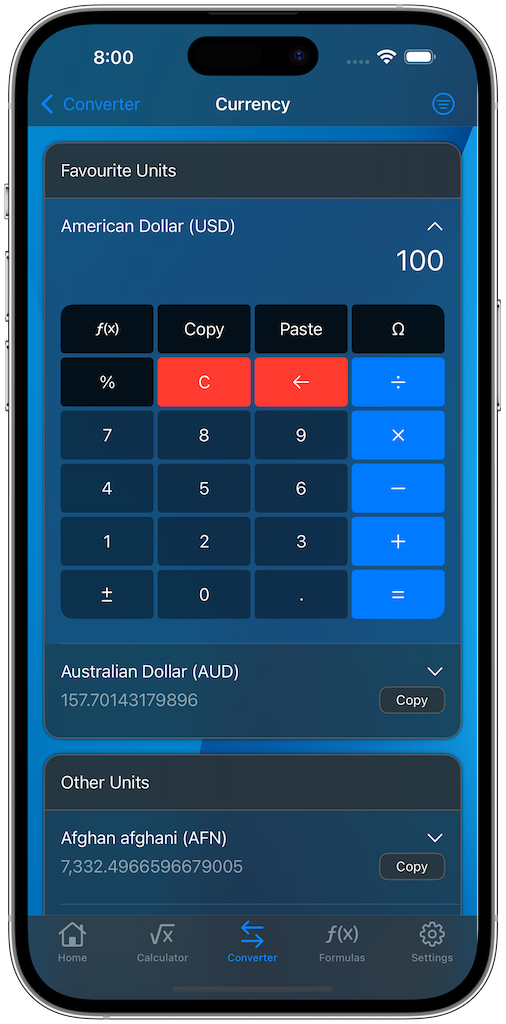 8:00
Converter Currency
Favourite Units
American Dollar (USD)
100
f(x) Copy Paste Ω
% C ← ÷
7 8 9 ×
4 5 6 −
1 2 3 +
± 0 . =
Australian Dollar (AUD)
157.70143179896 Copy
Other Units
Afghan afghani (AFN)
7,332.4966596679005 Copy
√x f(x)
Home Calculator Converter Formulas Settings